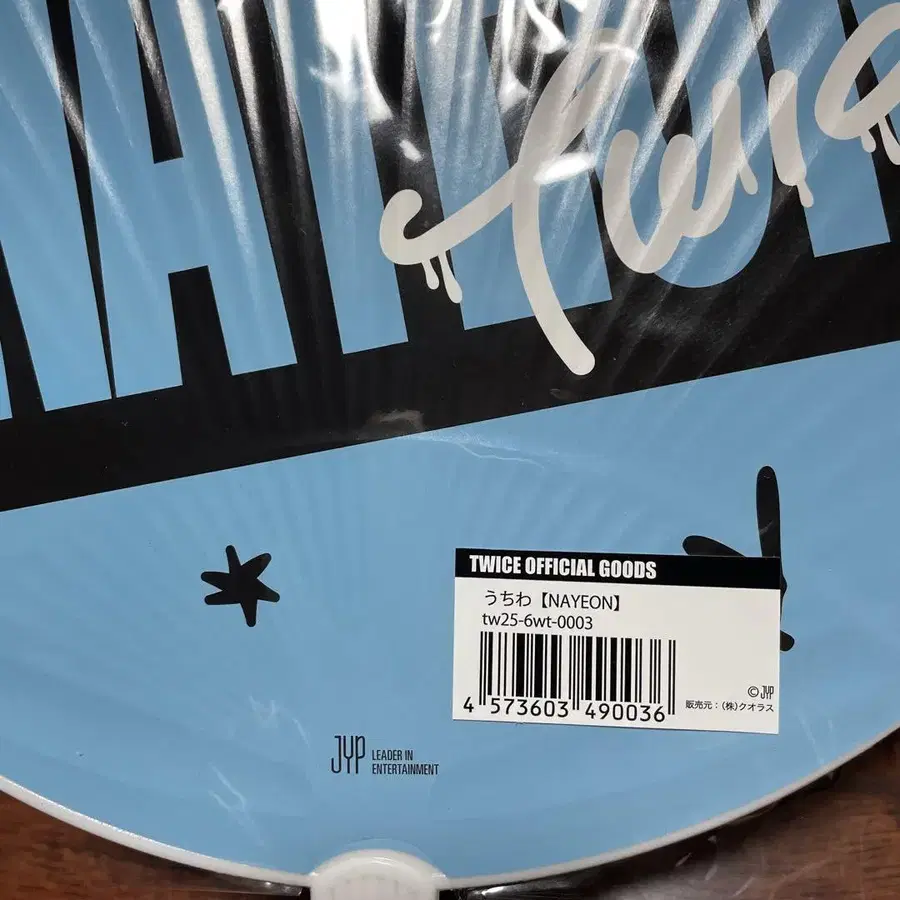 TWICE OFFICIAL GOODS
うちわ【NAYEON】
tw25-6wt-0003
4 573603 490036
© JYP
販売元：(株)クオラス
JYP LEADER IN
ENTERTAINMENT